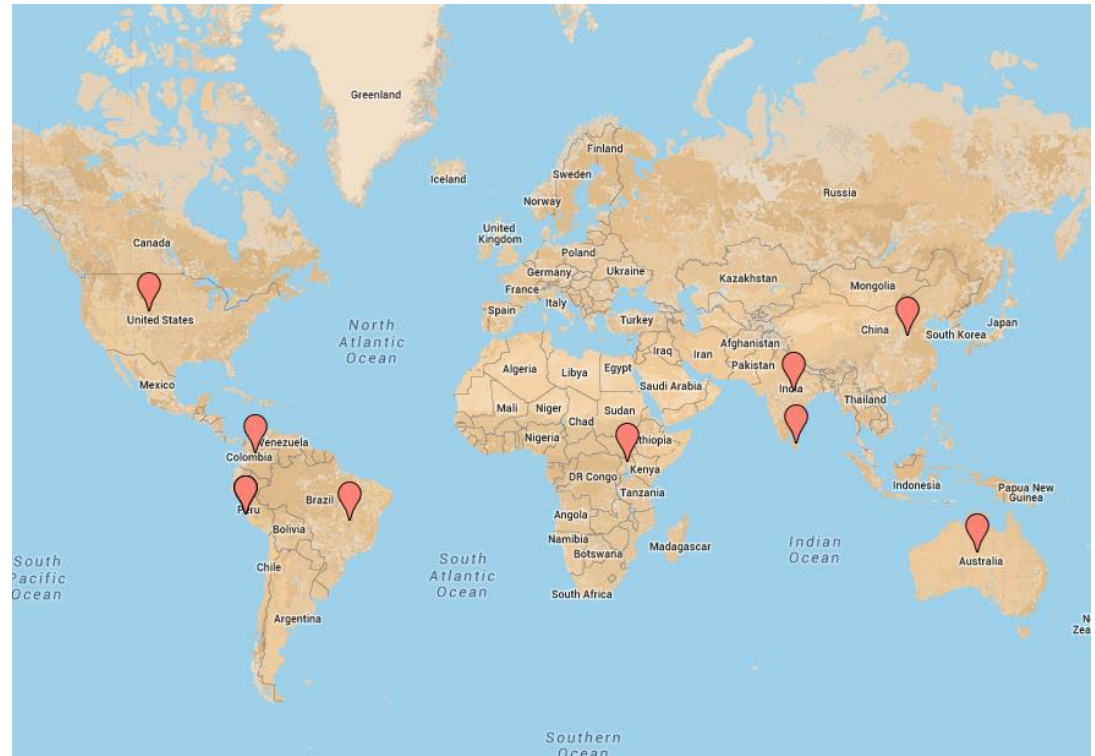 Greenland
Finland
Iceland
Sweden
Norway
Russia
United
Kingdom
Canada
Poland
Germany
Ukraine
Kazakhstan
Mongolia
France
Italy
Spain
United States
North
Atlantic
Ocean
Turkey
China
South Korea
Japan
Afghanistan
Iraq
Iran
Pakistan
Algeria
Libya
Egypt
Saudi Arabia
India
Thailand
Mexico
Mali
Niger
Chad
Sudan
Nigeria
thiopia
enezuela
Colombia
DR Congo
Kenya
Tanzania
Indonesia
Papua New
Guinea
Brazil
Peru
Bolivia
Angola
Namibia
Botswana
Madagascar
Indian
Ocean
South
Pacific
Ocean
South
Atlantic
Ocean
Chile
Australia
South Africa
Argentina
N
Zea
Southern
Ocean